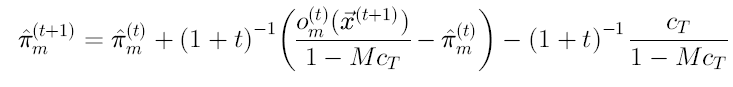 $\hat{\pi}_m^{(t+1)} = \hat{\pi}_m^{(t)} + (1+t)^{-1} \left( \frac{o_m^{(t)}(\vec{x}^{(t+1)})}{1 - Mc_T} - \hat{\pi}_m^{(t)} \right) - (1+t)^{-1} \frac{c_T}{1 - Mc_T}$